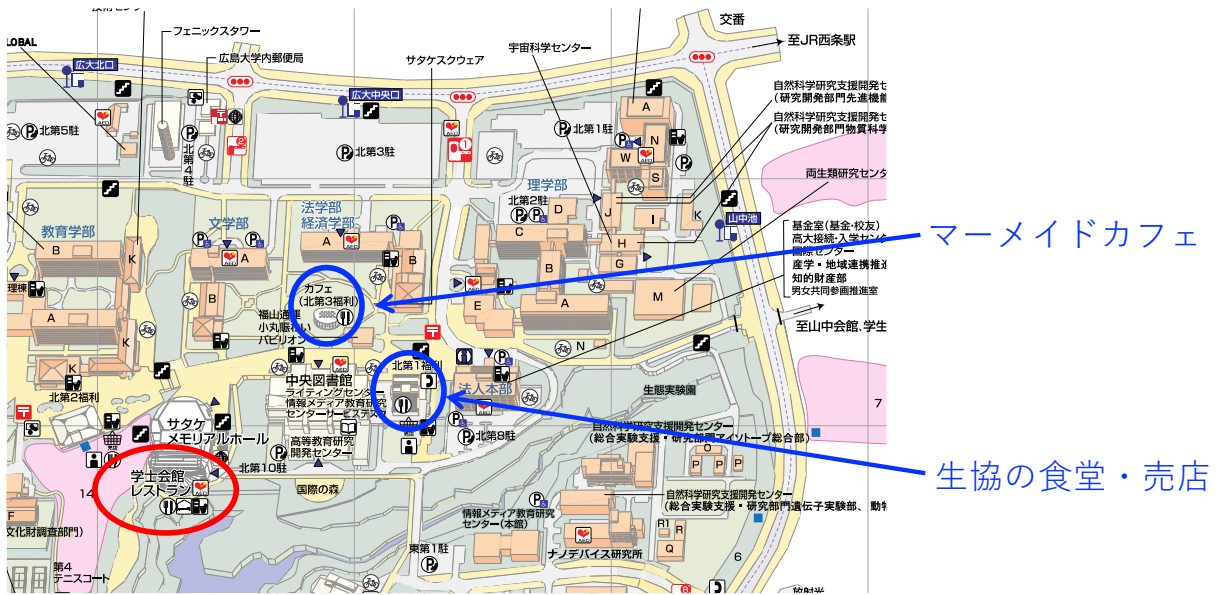 交番
フェニックスタワー
至JR西条駅
LOBAL
広島大学内郵便局
宇宙科学センター
サタケスクウェア
広大北口
自然科学研究支援開発セ
(研究開発部門先進機能
広大中央口
A
自然科学研究支援開発セ
(研究開発部門物質科学
北第5駐
北第1駐
N
北第4駐
北第3駐
W
両生類研究センタ
S
理学部
北第2駐
法学部
経済学部
文学部
D
J
I
K
山中池
教育学部
C
基金室(基金・校友)
高大接続・入学センター
国際センター
産学・地域連携推進
知的財産部
男女共同参画推進室
マーメイドカフェ
B
K
A
A
B
H
G
B
カフェ
(北第3福利)
M
理棟
B
E
A
福山通運
小丸賑わい
パビリオン
A
K
至山中会館、学生
N
北第1福利
K
中央図書館
ライティングセンター
情報メディア教育研究
センターサービスデスク
法人本部
生態実験園
北第2福利
7
サタケ
メモリアルホール
高等教育研究
開発センター
北第8駐
自然科学研究支援開発センター
(総合実験支援・研究部門アイソトープ総合部)
O
P
P
P
北第10駐
生協の食堂・売店
学士会館
レストラン
14
国際の森
自然科学研究支援開発センター
(総合実験支援・研究部門遺伝子実験部、動物
F
情報メディア教育研究
センター(本館)
文化財調査部門)
R1
R
Q
東第1駐
ナノデバイス研究所
6
第4
テニスコート
放射光